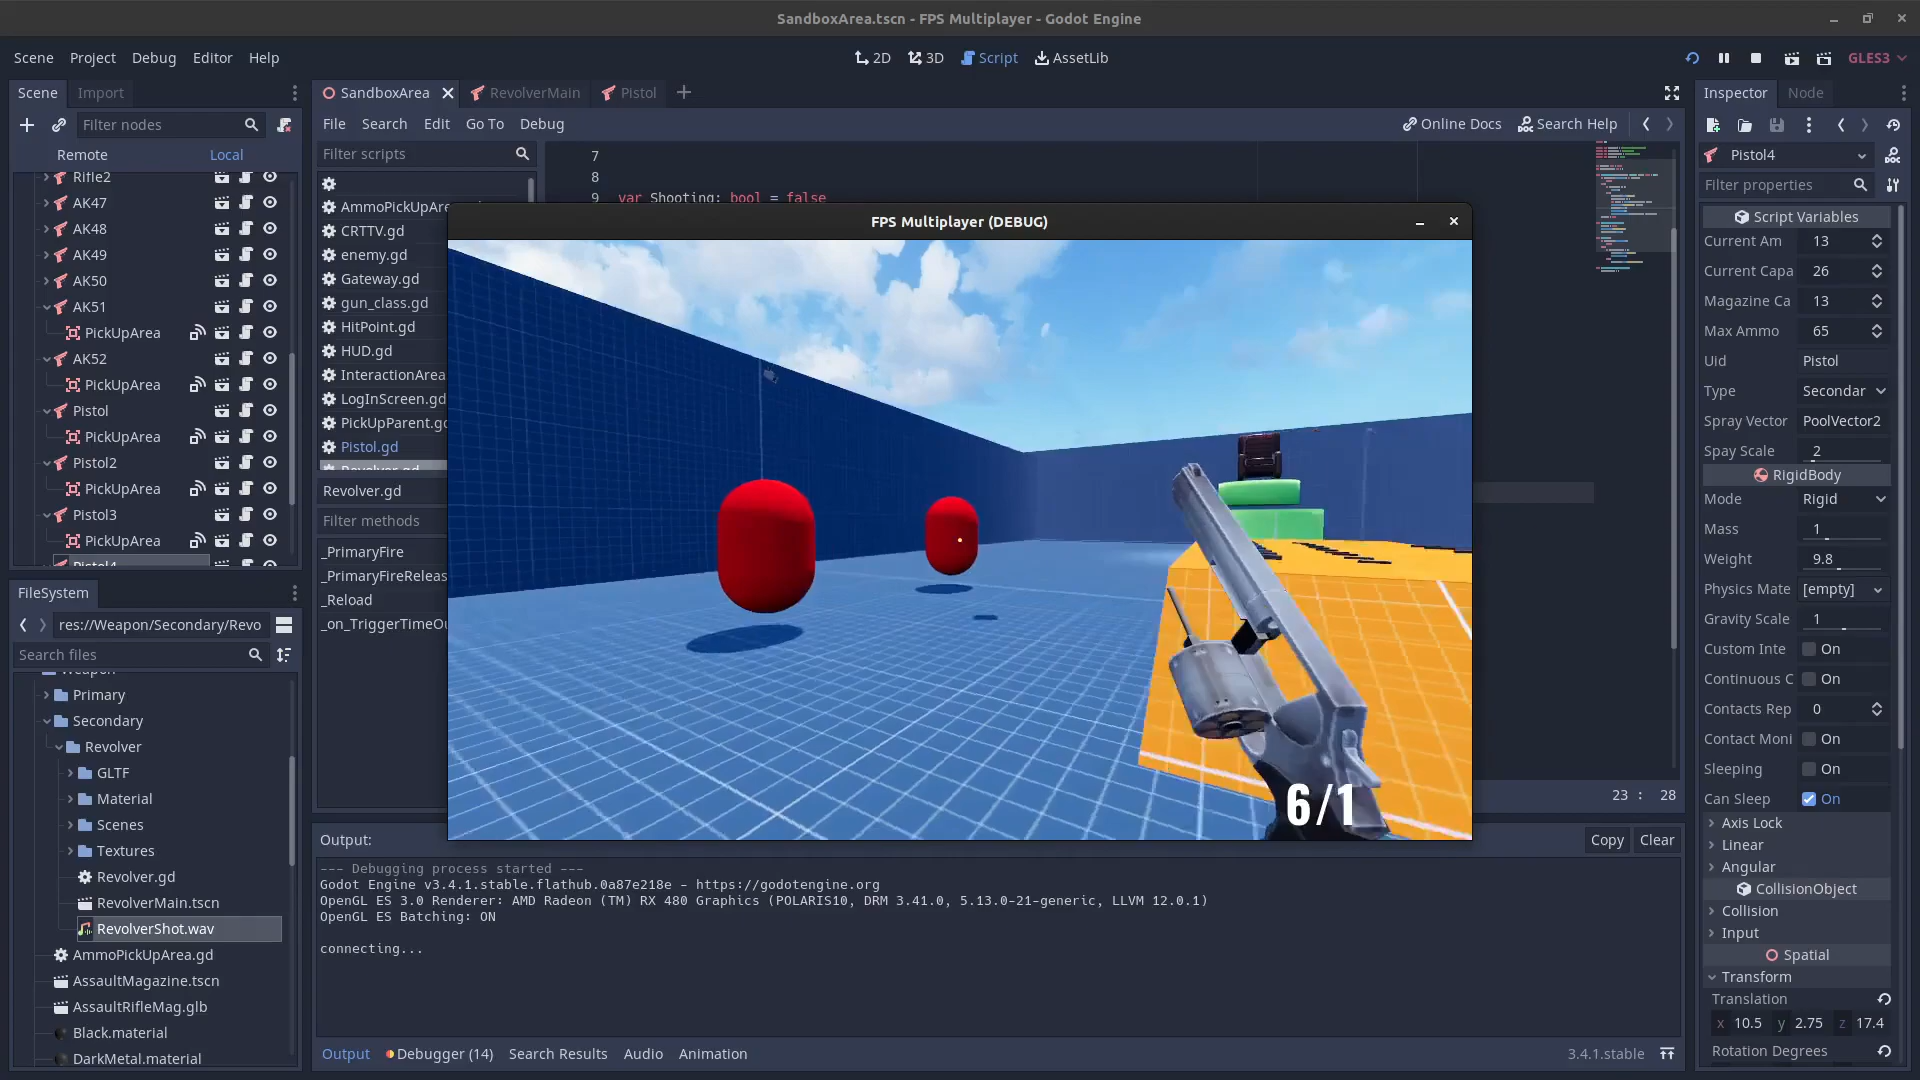 SandboxArea.tscn - FPS Multiplayer - Godot Engine
Scene Project Debug Editor Help
2D 3D Script AssetLib
GLES3
Scene Import
SandboxArea RevolverMain Pistol
Inspector Node
Filter nodes
File Search Edit Go To Debug
Online Docs Search Help
Remote Local
Filter scripts
Pistol4
Filter properties
Rifle2
AK47
AK48
AK49
AK50
AK51
PickUpArea
AK52
PickUpArea
Pistol
PickUpArea
Pistol2
PickUpArea
Pistol3
PickUpArea
Pistol4
AmmoPickUpAre
CRTTV.gd
enemy.gd
Gateway.gd
gun_class.gd
HitPoint.gd
HUD.gd
InteractionArea
LogInScreen.gd
PickUpParent.gd
Pistol.gd
Revolver.gd
Revolver.gd
Filter methods
_PrimaryFire
_PrimaryFireReleas
_Reload
_on_TriggerTimeOu
7
8
9 var Shooting: bool = false
FPS Multiplayer (DEBUG)
6/1
23 : 28
Script Variables
Current Am 13
Current Capa 26
Magazine Ca 13
Max Ammo 65
Uid Pistol
Type Secondar
Spray Vector PoolVector2
Spay Scale 2
RigidBody
Mode Rigid
Mass 1
Weight 9.8
Physics Mate [empty]
Gravity Scale 1
Custom Inte On
Continuous C On
Contacts Rep 0
Contact Moni On
Sleeping On
Can Sleep On
Axis Lock
Linear
Angular
CollisionObject
Collision
Input
Spatial
Transform
Translation
x 10.5 y 2.75 z 17.4
Rotation Degrees
FileSystem
res://Weapon/Secondary/Revo
Search files
Weapon
Primary
Secondary
Revolver
GLTF
Material
Scenes
Textures
Revolver.gd
RevolverMain.tscn
RevolverShot.wav
AmmoPickUpArea.gd
AssaultMagazine.tscn
AssaultRifleMag.glb
Black.material
DarkMetal.material
Output:
Copy Clear
--- Debugging process started ---
Godot Engine v3.4.1.stable.flathub.0a87e218e - https://godotengine.org
OpenGL ES 3.0 Renderer: AMD Radeon (TM) RX 480 Graphics (POLARIS10, DRM 3.41.0, 5.13.0-21-generic, LLVM 12.0.1)
OpenGL ES Batching: ON
connecting...
Output Debugger (14) Search Results Audio Animation
3.4.1.stable